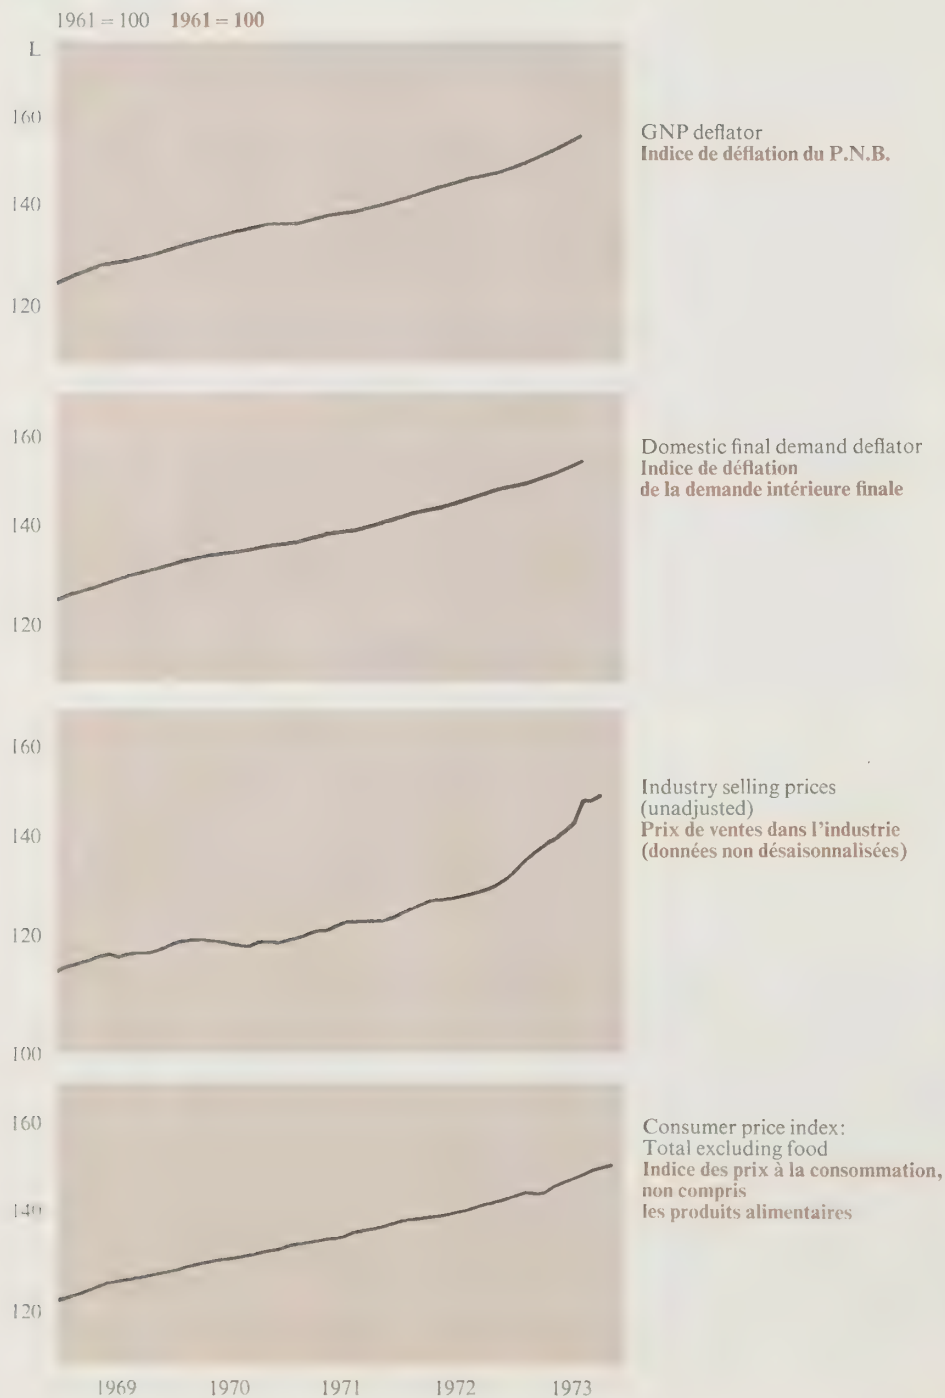 1961 = 100 1961 = 100
L
160
140
120
GNP deflator
Indice de déflation du P.N.B.
160
140
120
Domestic final demand deflator
Indice de déflation
de la demande intérieure finale
160
140
120
100
Industry selling prices
(unadjusted)
Prix de ventes dans l'industrie
(données non désaisonnalisées)
160
140
120
Consumer price index:
Total excluding food
Indice des prix à la consommation,
non compris
les produits alimentaires
1969 1970 1971 1972 1973